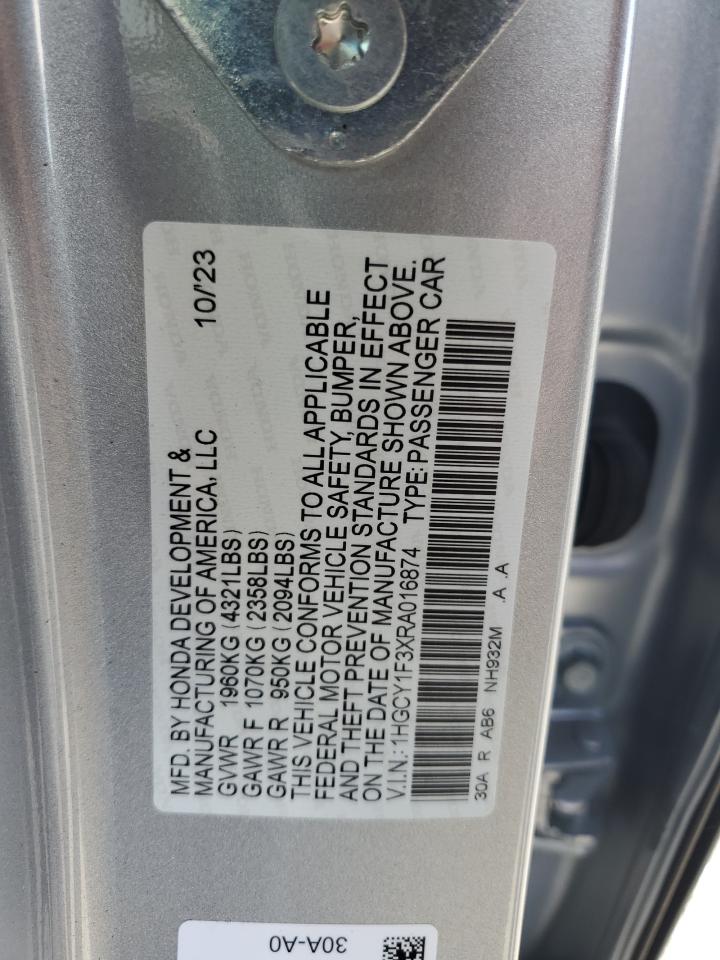 MFD. BY HONDA DEVELOPMENT &
MANUFACTURING OF AMERICA, LLC 10/'23
GVWR 1960KG (4321LBS)
GAWR F 1070KG (2358LBS)
GAWR R 950KG (2094LBS)
THIS VEHICLE CONFORMS TO ALL APPLICABLE
FEDERAL MOTOR VEHICLE SAFETY, BUMPER,
AND THEFT PREVENTION STANDARDS IN EFFECT
ON THE DATE OF MANUFACTURE SHOWN ABOVE.
V.I.N.: 1HGCY1F3XRA016874 TYPE: PASSENGER CAR
30A R AB6 NH932M .A .A
30A-A0